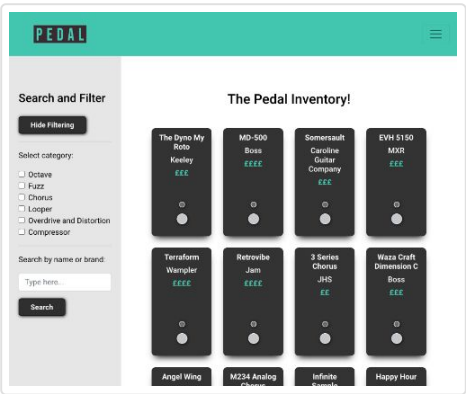 PEDAL
Search and Filter
Hide Filtering
Select category:
Octave
Fuzz
Chorus
Looper
Overdrive and Distortion
Compressor
Search by name or brand:
Type here...
Search
The Pedal Inventory!
The Dyno My
Roto
Keeley
£££
MD-500
Boss
££££
Somersault
Caroline
Guitar
Company
£££
EVH 5150
MXR
£££
Terraform
Wampler
££££
Retrovibe
Jam
££££
3 Series
Chorus
JHS
££
Waza Craft
Dimension C
Boss
£££
Angel Wing
M234 Analog
Chorus
Infinite
Sample
Happy Hour